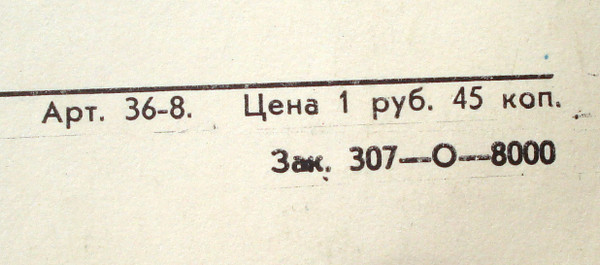 Арт. 36-8. Цена 1 руб. 45 коп.
Зак. 307—О—8000